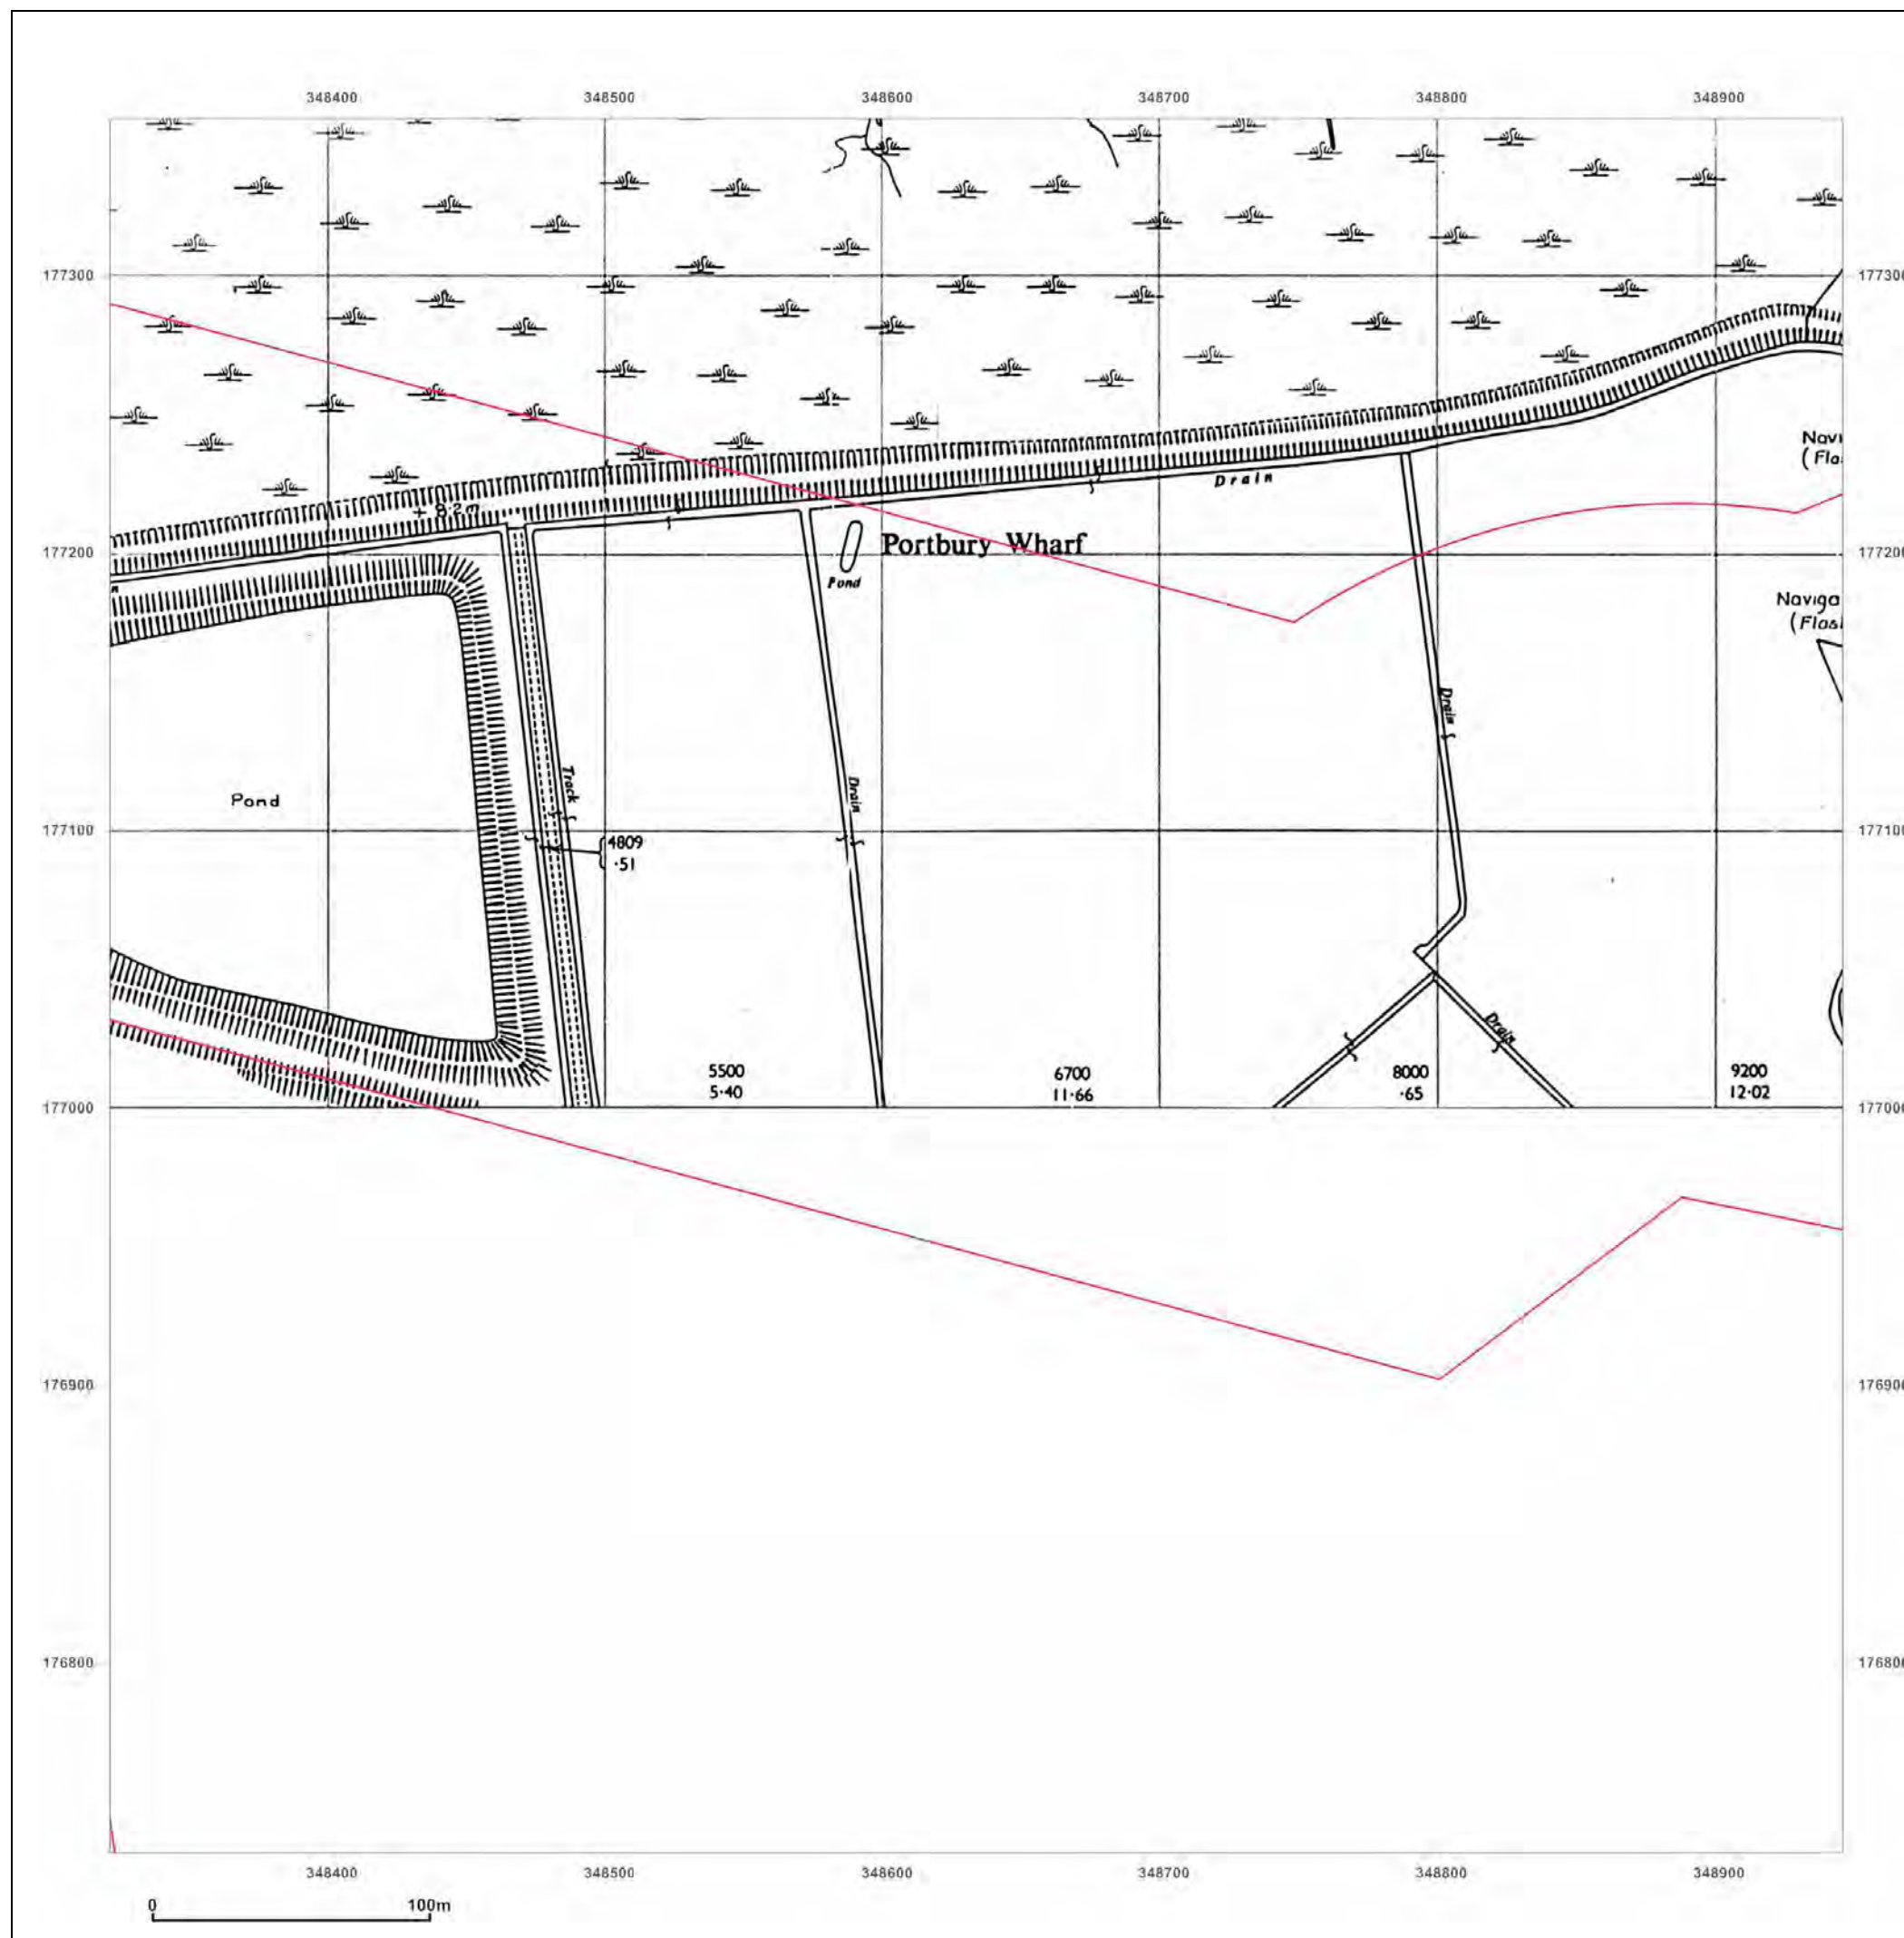 348400 348500 348600 348700 348800 348900
177300 177300
Navi
(Fla
Drain
+ 8·2m
177200 Portbury Wharf 177200
n
Pond
Naviga
(Flas
Drain
Track
Drain
Pond
177100 177100
4809
·51
Drain
5500 6700 8000 9200
5·40 11·66 ·65 12·02
177000 177000
176900 176900
176800 176800
348400 348500 348600 348700 348800 348900
0 100m